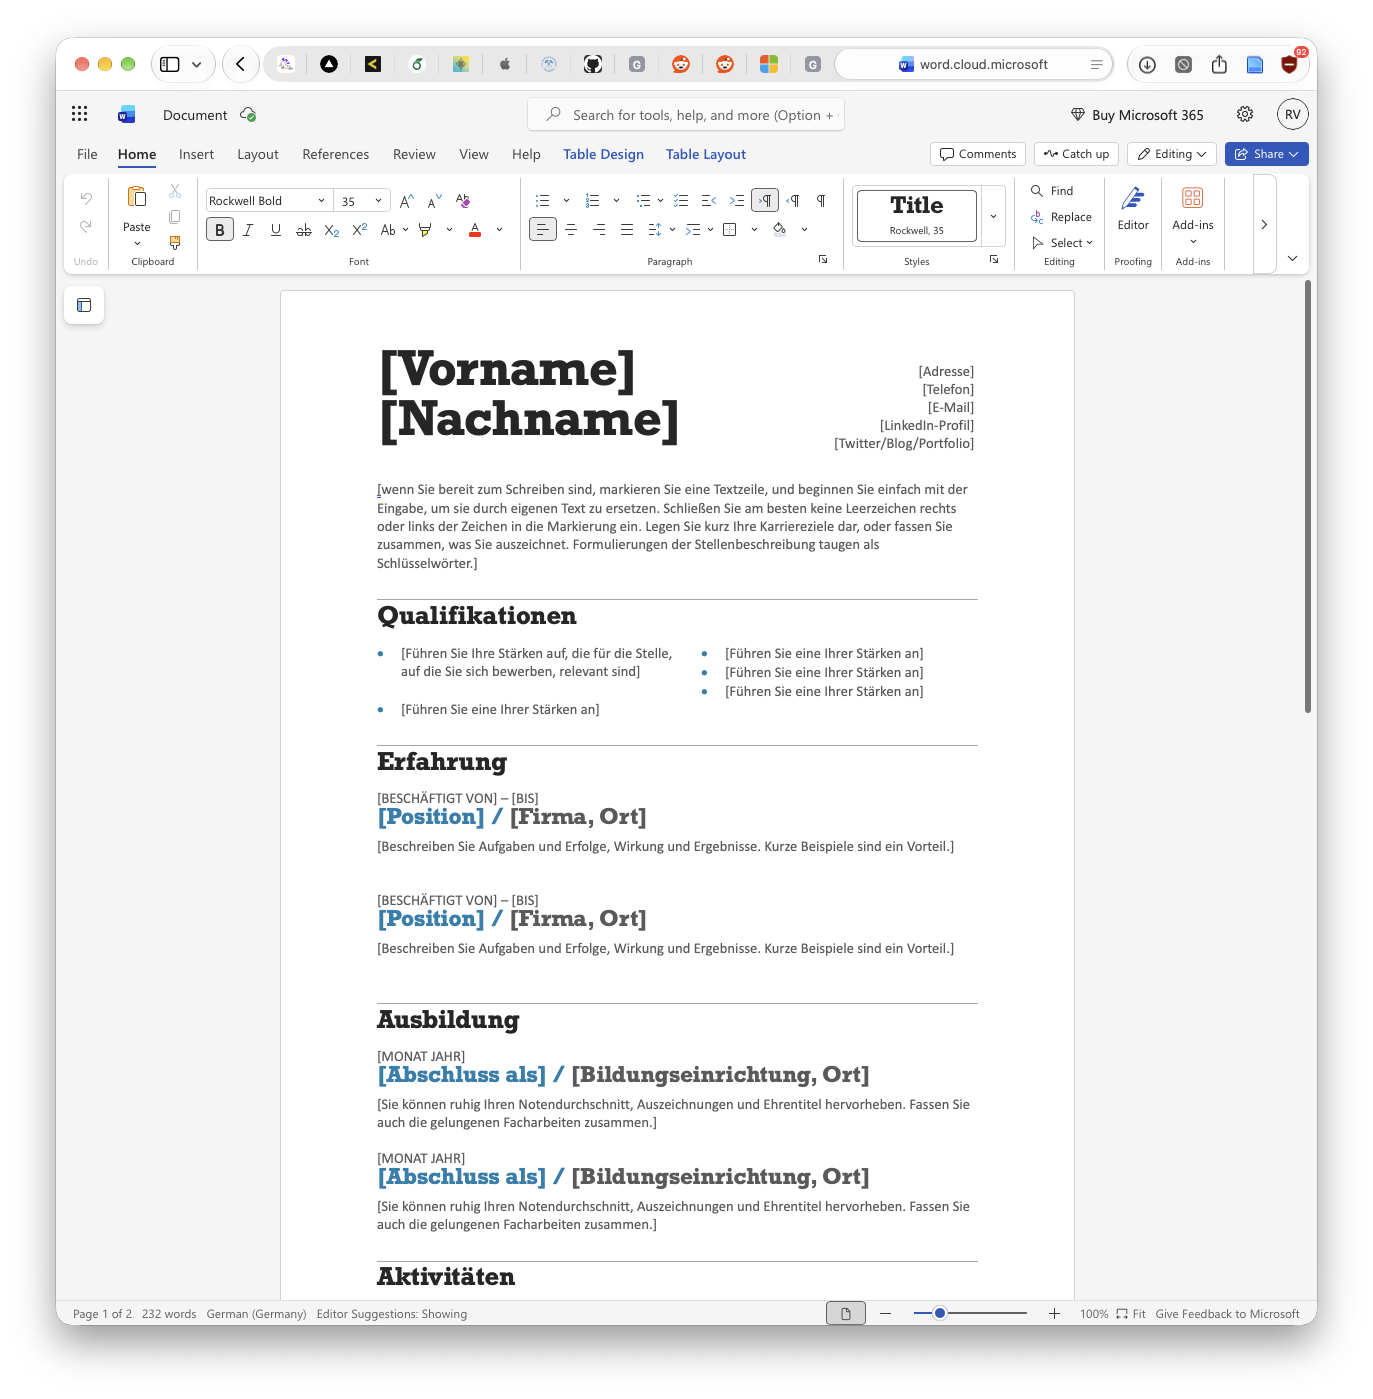 92
word.cloud.microsoft
Document
Search for tools, help, and more (Option +
Buy Microsoft 365
RV
File Home Insert Layout References Review View Help Table Design Table Layout
Comments Catch up Editing Share
Rockwell Bold 35
Paste
Undo Clipboard Font Paragraph Styles Editing Proofing Add-ins
Title
Rockwell, 35
Find
Replace
Select
Editor
Add-ins
[Vorname]
[Nachname]
[Adresse]
[Telefon]
[E-Mail]
[LinkedIn-Profil]
[Twitter/Blog/Portfolio]
[wenn Sie bereit zum Schreiben sind, markieren Sie eine Textzeile, und beginnen Sie einfach mit der
Eingabe, um sie durch eigenen Text zu ersetzen. Schließen Sie am besten keine Leerzeichen rechts
oder links der Zeichen in die Markierung ein. Legen Sie kurz Ihre Karriereziele dar, oder fassen Sie
zusammen, was Sie auszeichnet. Formulierungen der Stellenbeschreibung taugen als
Schlüsselwörter.]
Qualifikationen
[Führen Sie Ihre Stärken auf, die für die Stelle,
auf die Sie sich bewerben, relevant sind]
[Führen Sie eine Ihrer Stärken an]
[Führen Sie eine Ihrer Stärken an]
[Führen Sie eine Ihrer Stärken an]
[Führen Sie eine Ihrer Stärken an]
Erfahrung
[BESCHÄFTIGT VON] – [BIS]
[Position] / [Firma, Ort]
[Beschreiben Sie Aufgaben und Erfolge, Wirkung und Ergebnisse. Kurze Beispiele sind ein Vorteil.]
[BESCHÄFTIGT VON] – [BIS]
[Position] / [Firma, Ort]
[Beschreiben Sie Aufgaben und Erfolge, Wirkung und Ergebnisse. Kurze Beispiele sind ein Vorteil.]
Ausbildung
[MONAT JAHR]
[Abschluss als] / [Bildungseinrichtung, Ort]
[Sie können ruhig Ihren Notendurchschnitt, Auszeichnungen und Ehrentitel hervorheben. Fassen Sie
auch die gelungenen Facharbeiten zusammen.]
[MONAT JAHR]
[Abschluss als] / [Bildungseinrichtung, Ort]
[Sie können ruhig Ihren Notendurchschnitt, Auszeichnungen und Ehrentitel hervorheben. Fassen Sie
auch die gelungenen Facharbeiten zusammen.]
Aktivitäten
Page 1 of 2 232 words German (Germany) Editor Suggestions: Showing 100% Fit Give Feedback to Microsoft